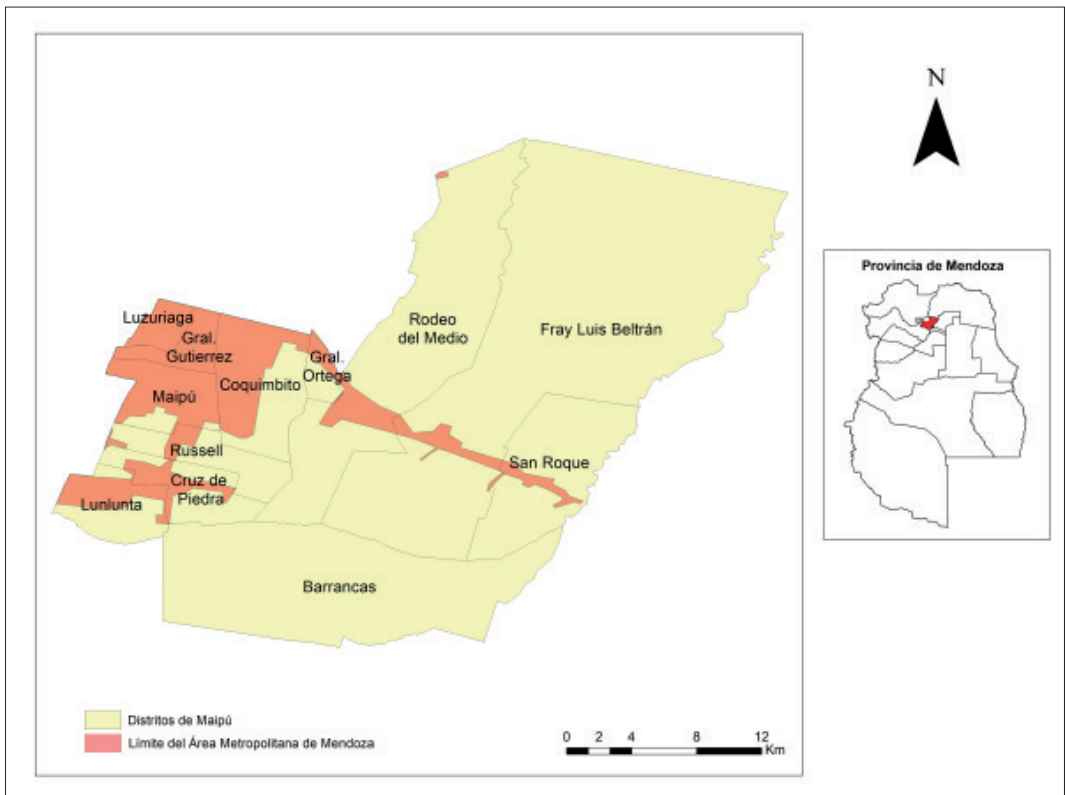 N
Provincia de Mendoza
Luzuriaga
Gral.
Gutierrez
Maipú
Coquimbito
Gral.
Ortega
Rodeo
del Medio
Fray Luis Beltrán
Russell
Cruz de
Piedra
Lunlunta
San Roque
Barrancas
Distritos de Maipú
Límite del Área Metropolitana de Mendoza
0 2 4 8 12
Km